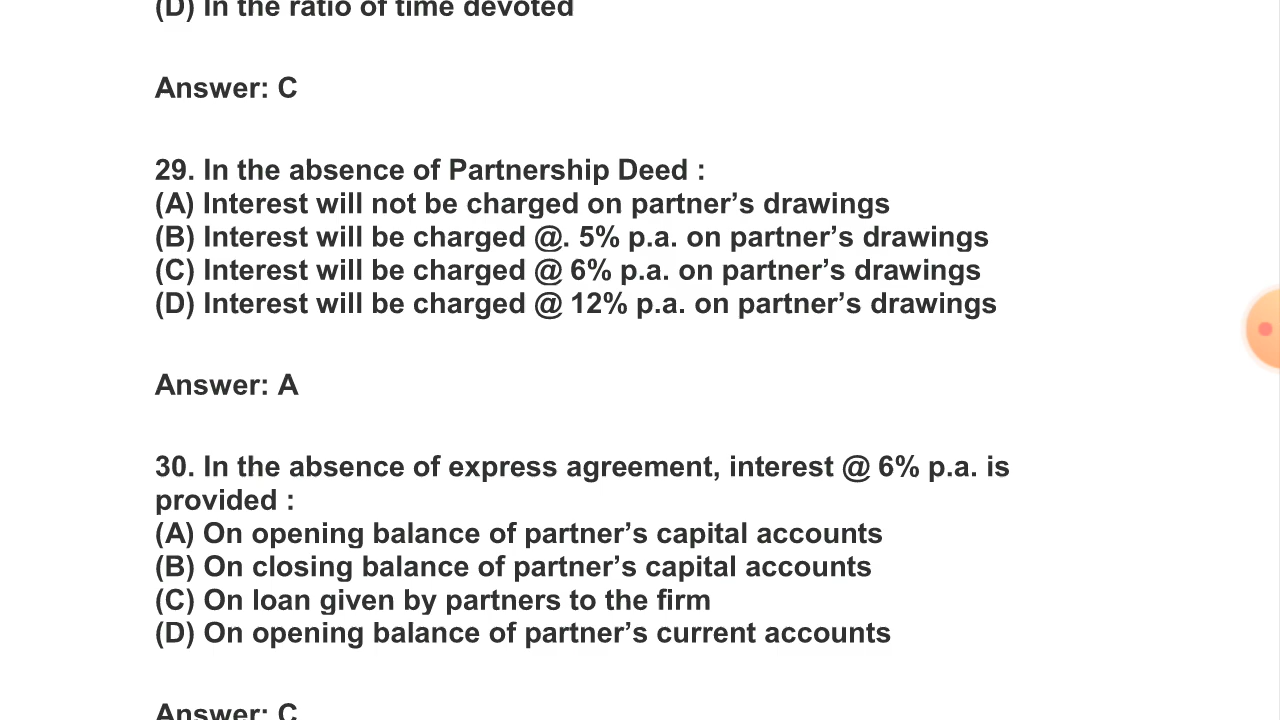 (D) In the ratio of time devoted
Answer: C
29. In the absence of Partnership Deed :
(A) Interest will not be charged on partner’s drawings
(B) Interest will be charged @. 5% p.a. on partner’s drawings
(C) Interest will be charged @ 6% p.a. on partner’s drawings
(D) Interest will be charged @ 12% p.a. on partner’s drawings
Answer: A
30. In the absence of express agreement, interest @ 6% p.a. is
provided :
(A) On opening balance of partner’s capital accounts
(B) On closing balance of partner’s capital accounts
(C) On loan given by partners to the firm
(D) On opening balance of partner’s current accounts
Answer: C